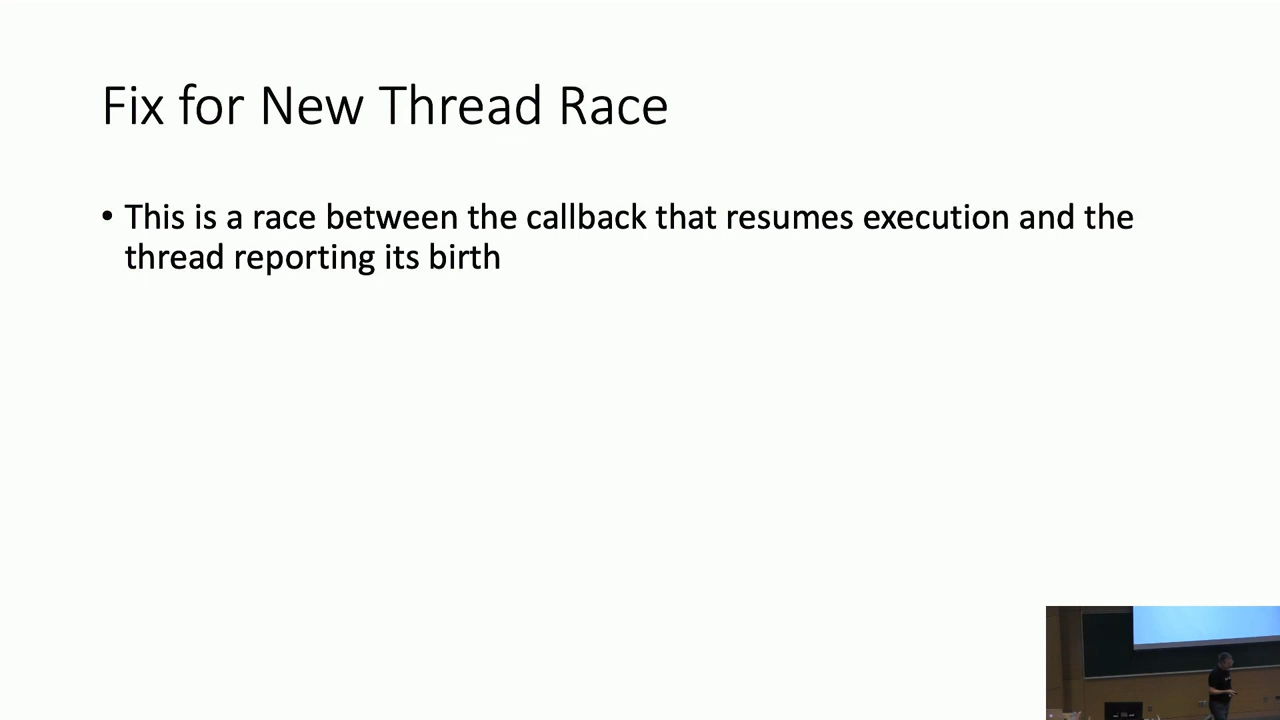 Fix for New Thread Race
• This is a race between the callback that resumes execution and the
thread reporting its birth